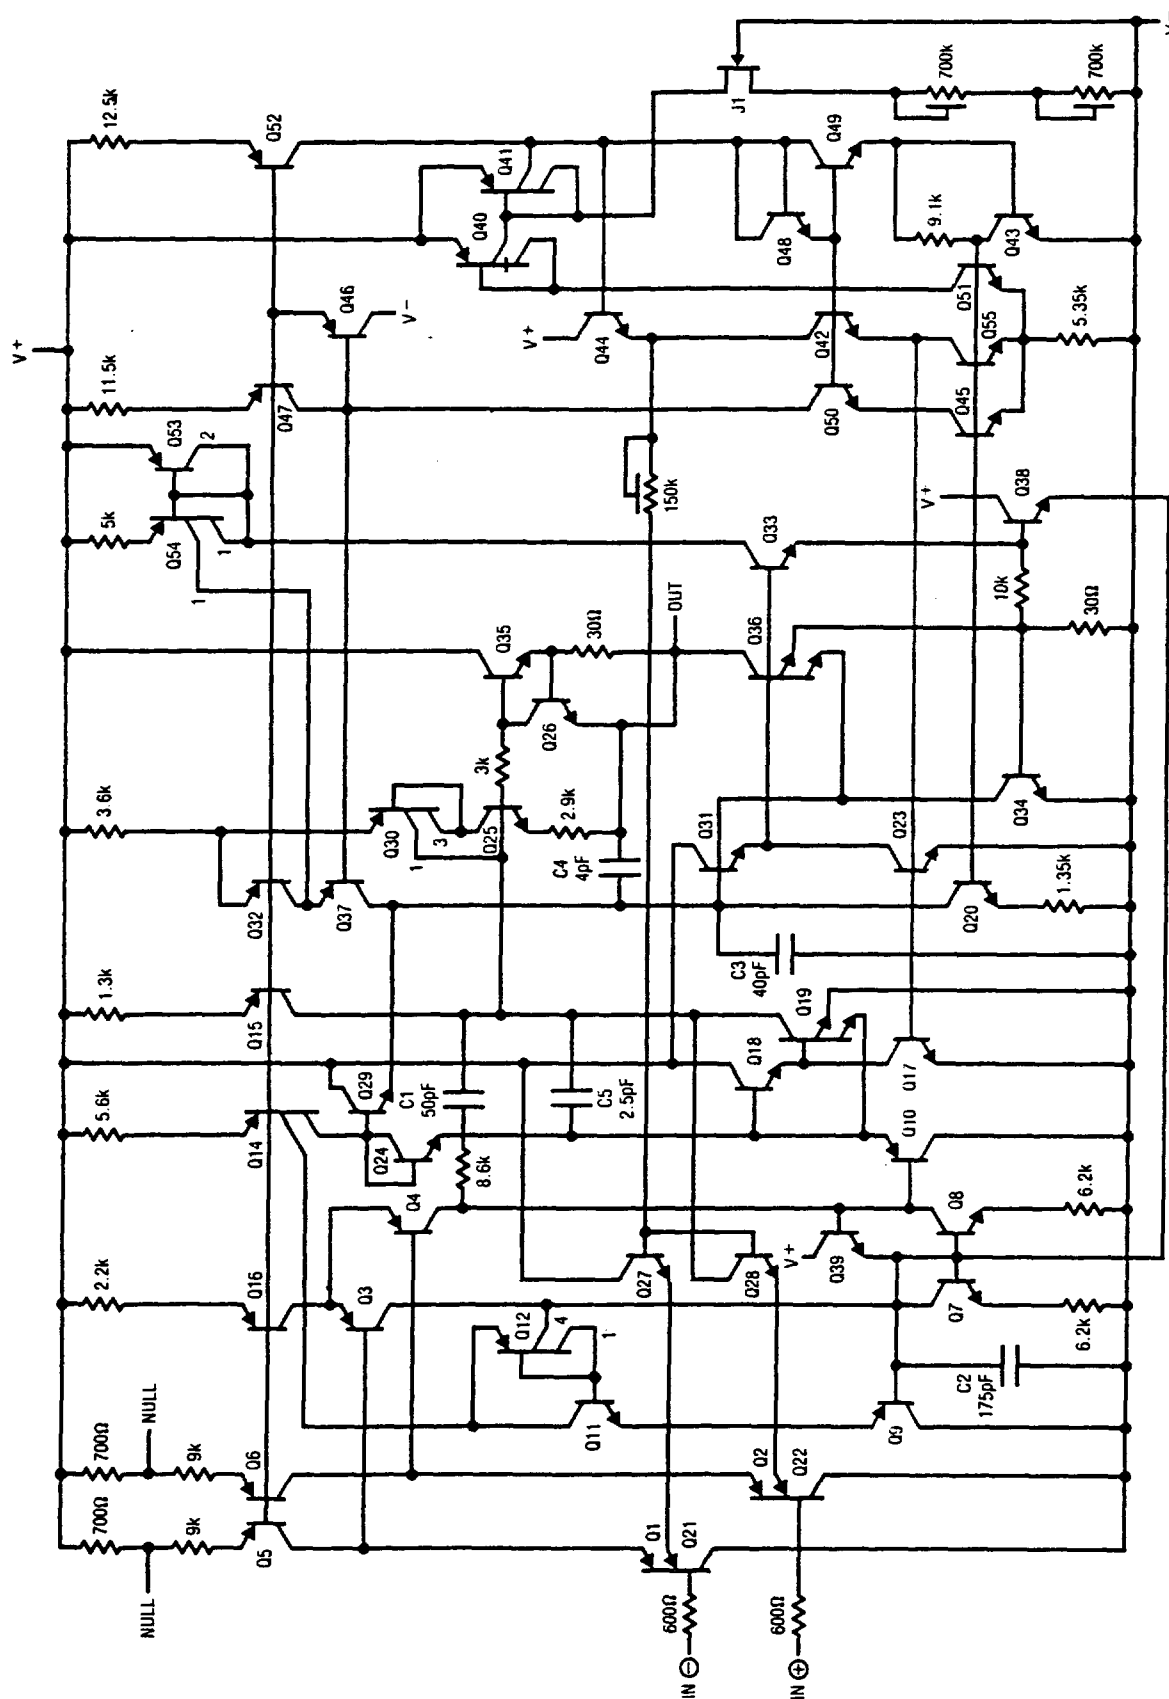 V+
700Ω
700Ω
NULL
NULL
9k
9k
Q5
Q6
2.2k
Q16
5.6k
Q14
1.3k
Q15
3.6k
Q32
Q37
5k
Q54
1
1
Q53
2
11.5k
Q47
Q46
V-
12.5k
Q52
Q3
Q4
Q24
Q29
C1
50pF
8.6k
C5
2.5pF
Q30
3
1
Q25
2.9k
C4
4pF
3k
Q26
Q35
30Ω
OUT
150k
V+
Q44
Q40
Q41
J1
700k
700k
Q12
4
1
Q11
Q9
C2
175pF
Q27
Q28
V+
Q39
Q7
Q8
6.2k
6.2k
Q10
Q18
Q19
Q17
C3
40pF
Q31
Q23
Q20
1.35k
Q34
Q36
Q33
10k
30Ω
V+
Q38
Q50
Q42
Q48
Q49
Q45
Q55
Q51
9.1k
Q43
5.35k
Q1
Q21
Q2
Q22
600Ω
600Ω
IN ⊖
IN ⊕